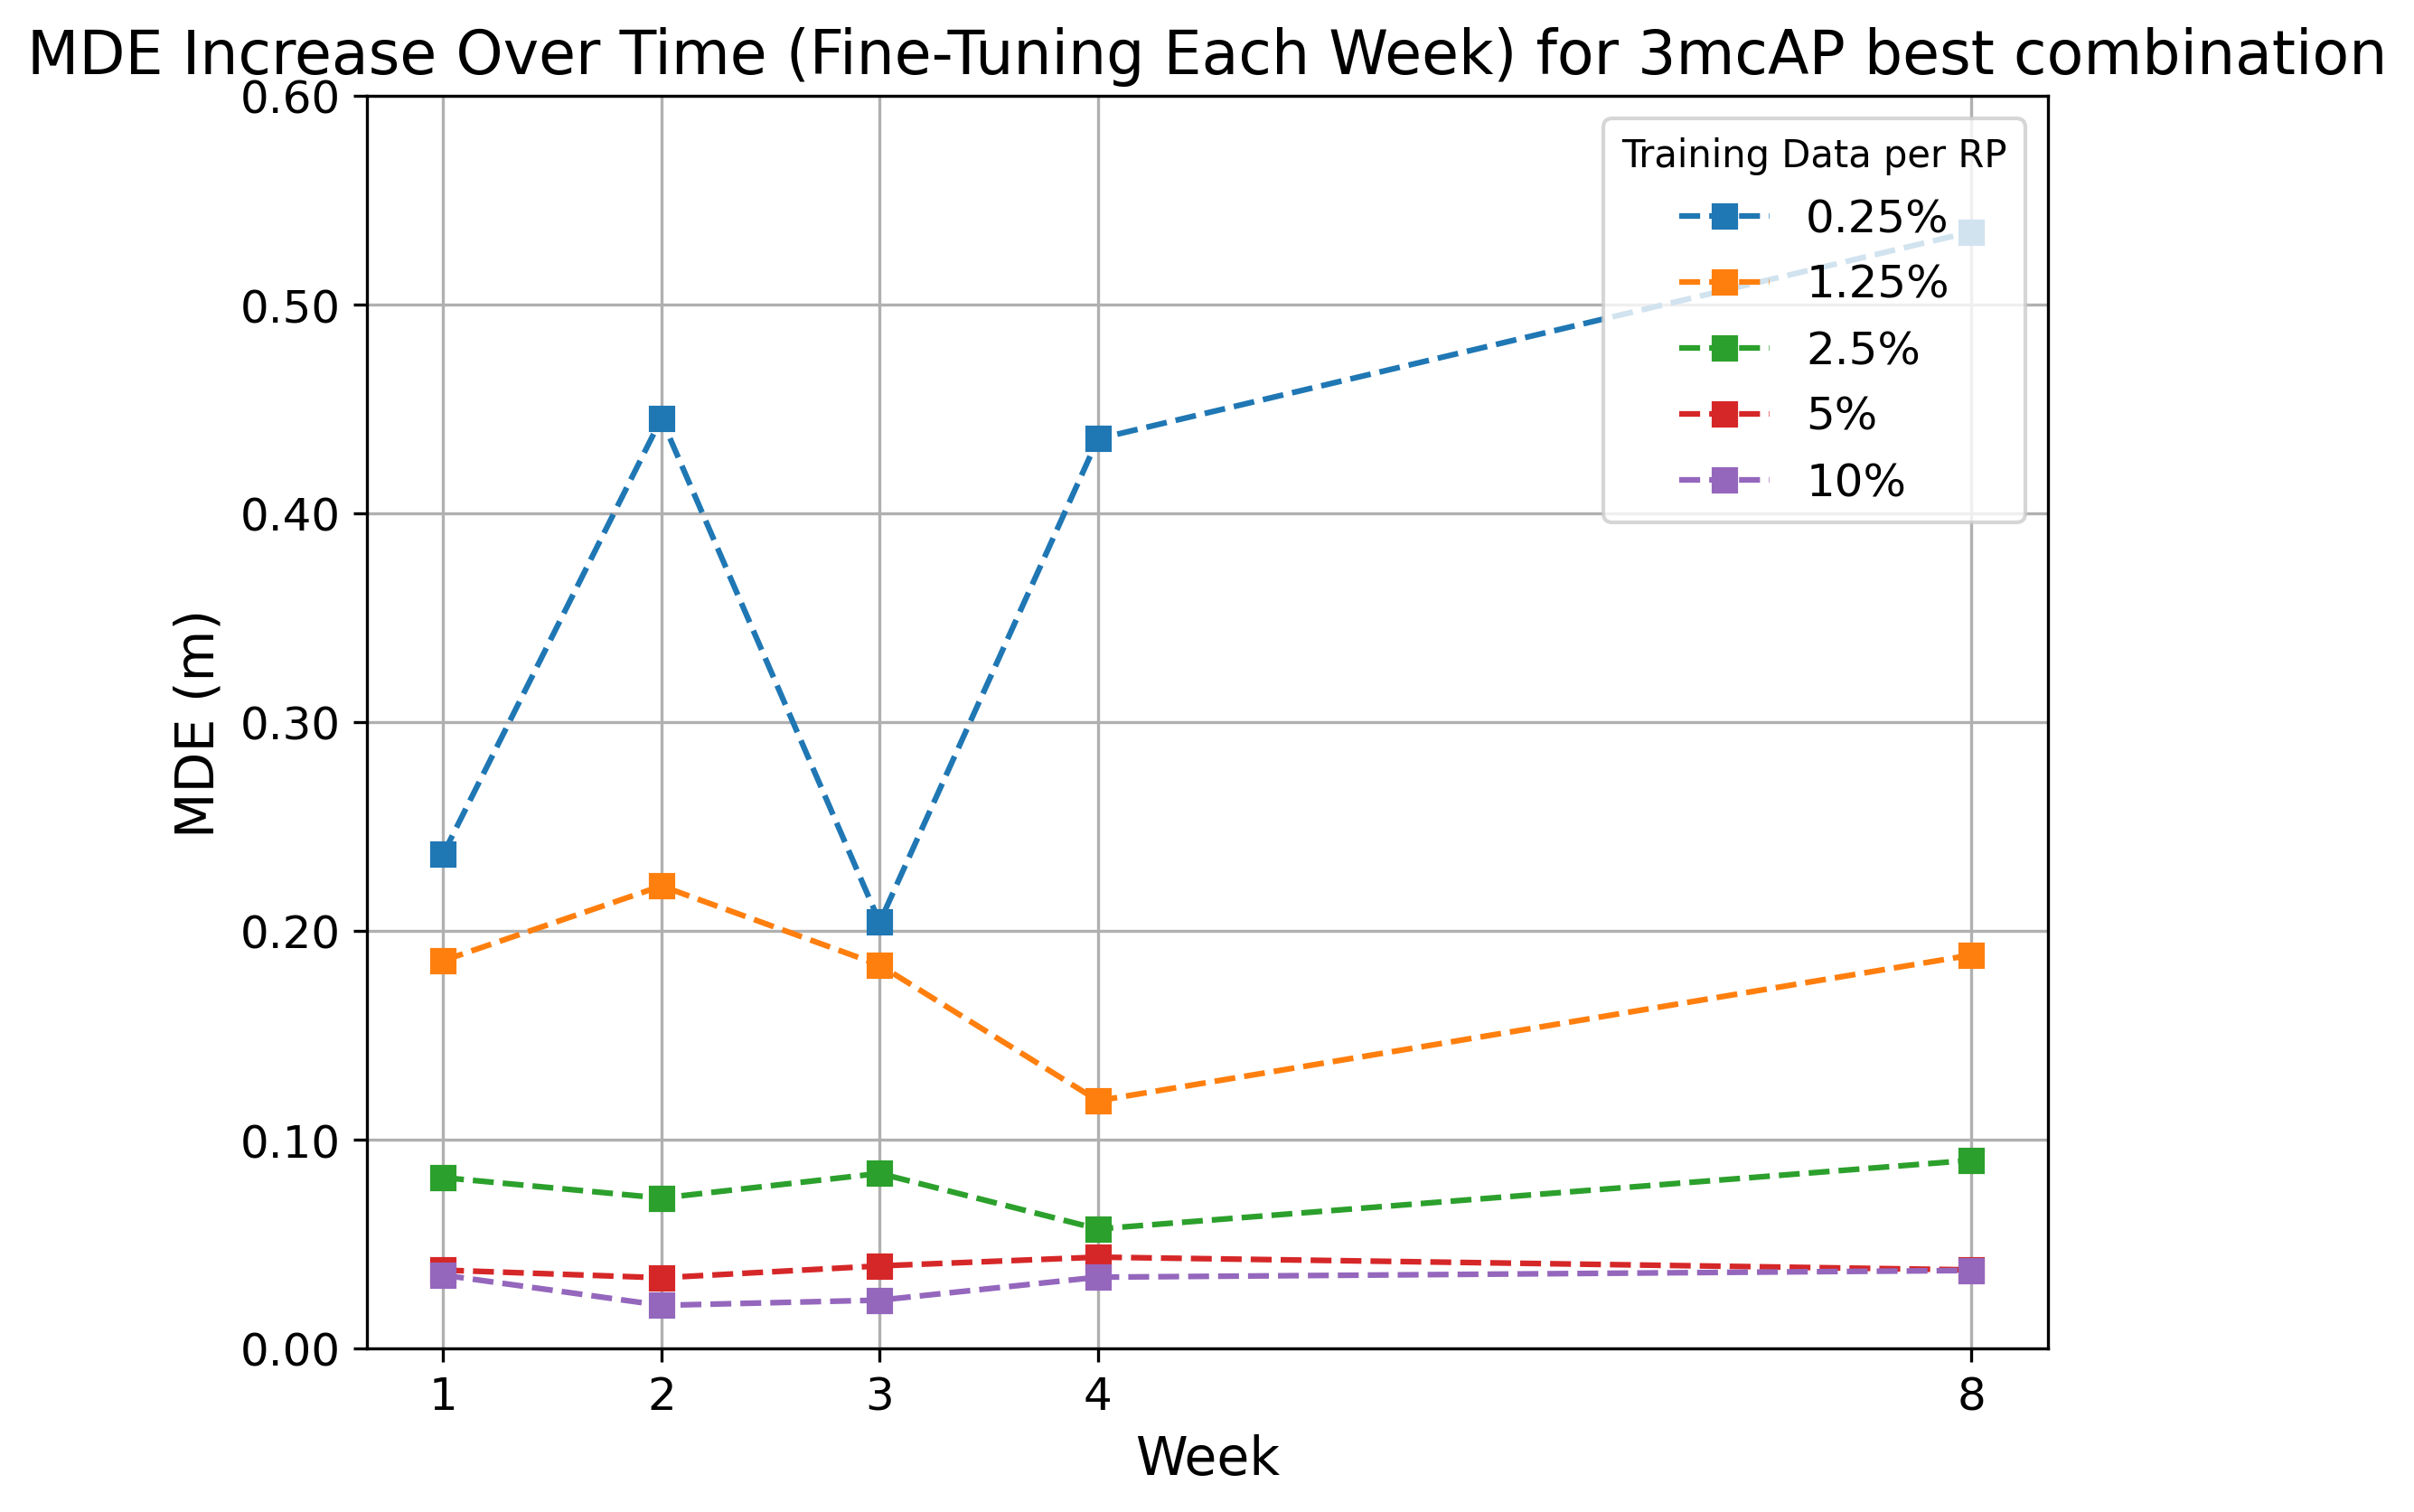 MDE Increase Over Time (Fine-Tuning Each Week) for 3mcAP best combination
0.60
0.50
0.40
0.30
0.20
0.10
0.00
MDE (m)
Training Data per RP
0.25%
1.25%
2.5%
5%
10%
1 2 3 4 8
Week